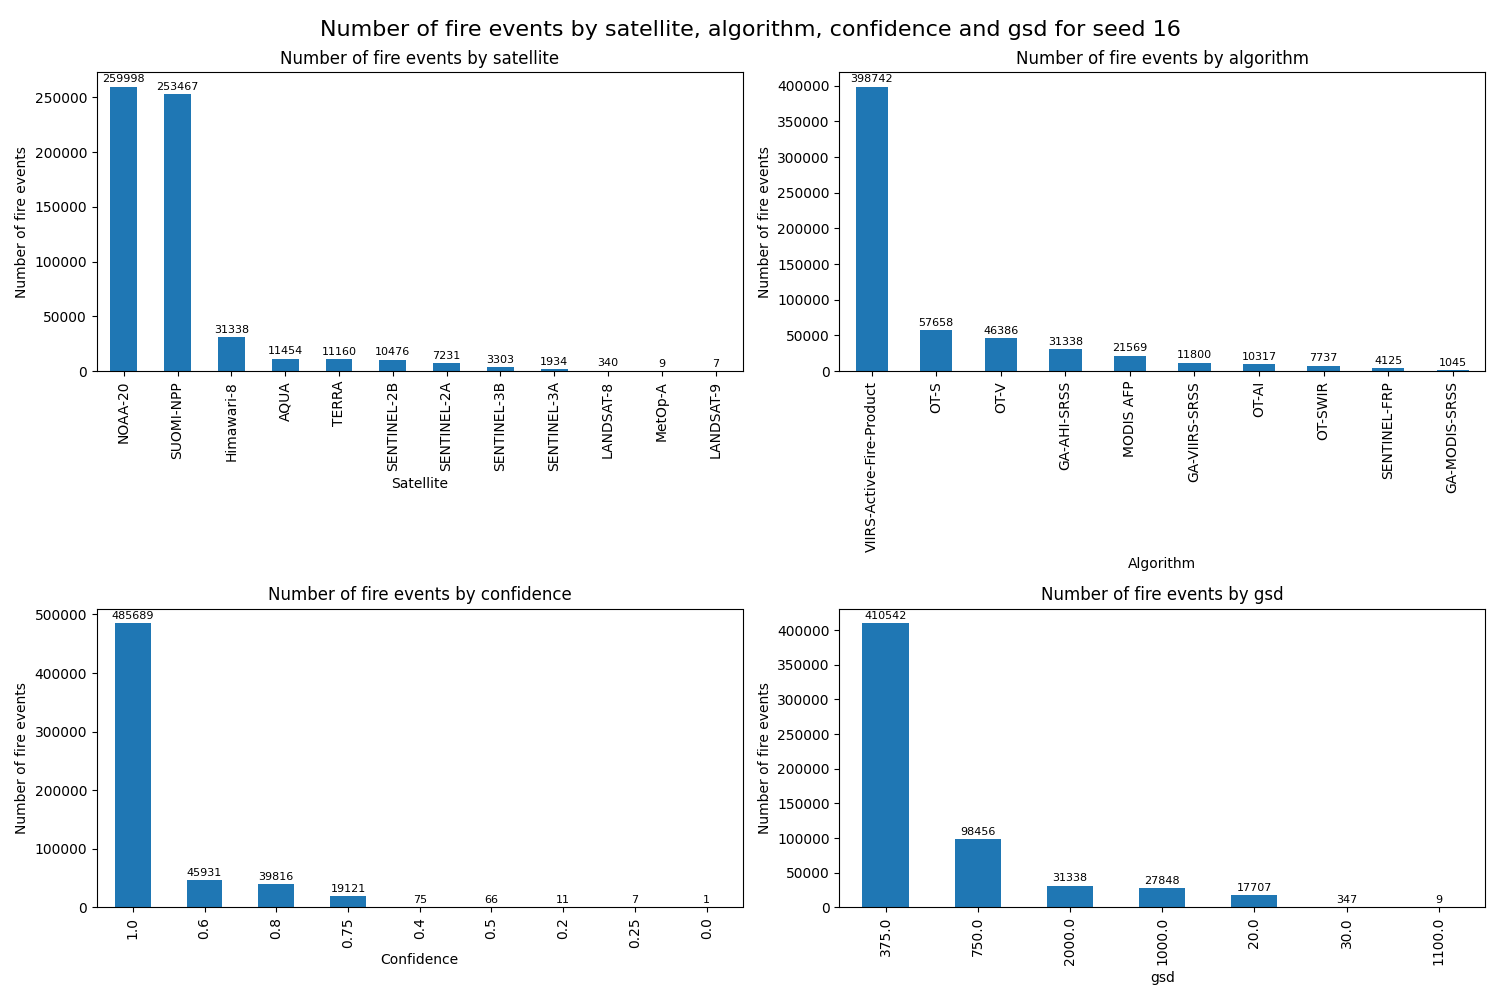 Number of fire events by satellite, algorithm, confidence and gsd for seed 16
Number of fire events by satellite
Number of fire events
250000
200000
150000
100000
50000
0
259998
253467
31338
11454
11160
10476
7231
3303
1934
340
9
7
NOAA-20
SUOMI-NPP
Himawari-8
AQUA
TERRA
SENTINEL-2B
SENTINEL-2A
SENTINEL-3B
SENTINEL-3A
LANDSAT-8
MetOp-A
LANDSAT-9
Satellite
Number of fire events by algorithm
Number of fire events
400000
350000
300000
250000
200000
150000
100000
50000
0
398742
57658
46386
31338
21569
11800
10317
7737
4125
1045
VIIRS-Active-Fire-Product
OT-S
OT-V
GA-AHI-SRSS
MODIS AFP
GA-VIIRS-SRSS
OT-AI
OT-SWIR
SENTINEL-FRP
GA-MODIS-SRSS
Algorithm
Number of fire events by confidence
Number of fire events
500000
400000
300000
200000
100000
0
485689
45931
39816
19121
75
66
11
7
1
1.0
0.6
0.8
0.75
0.4
0.5
0.2
0.25
0.0
Confidence
Number of fire events by gsd
Number of fire events
400000
350000
300000
250000
200000
150000
100000
50000
0
410542
98456
31338
27848
17707
347
9
375.0
750.0
2000.0
1000.0
20.0
30.0
1100.0
gsd